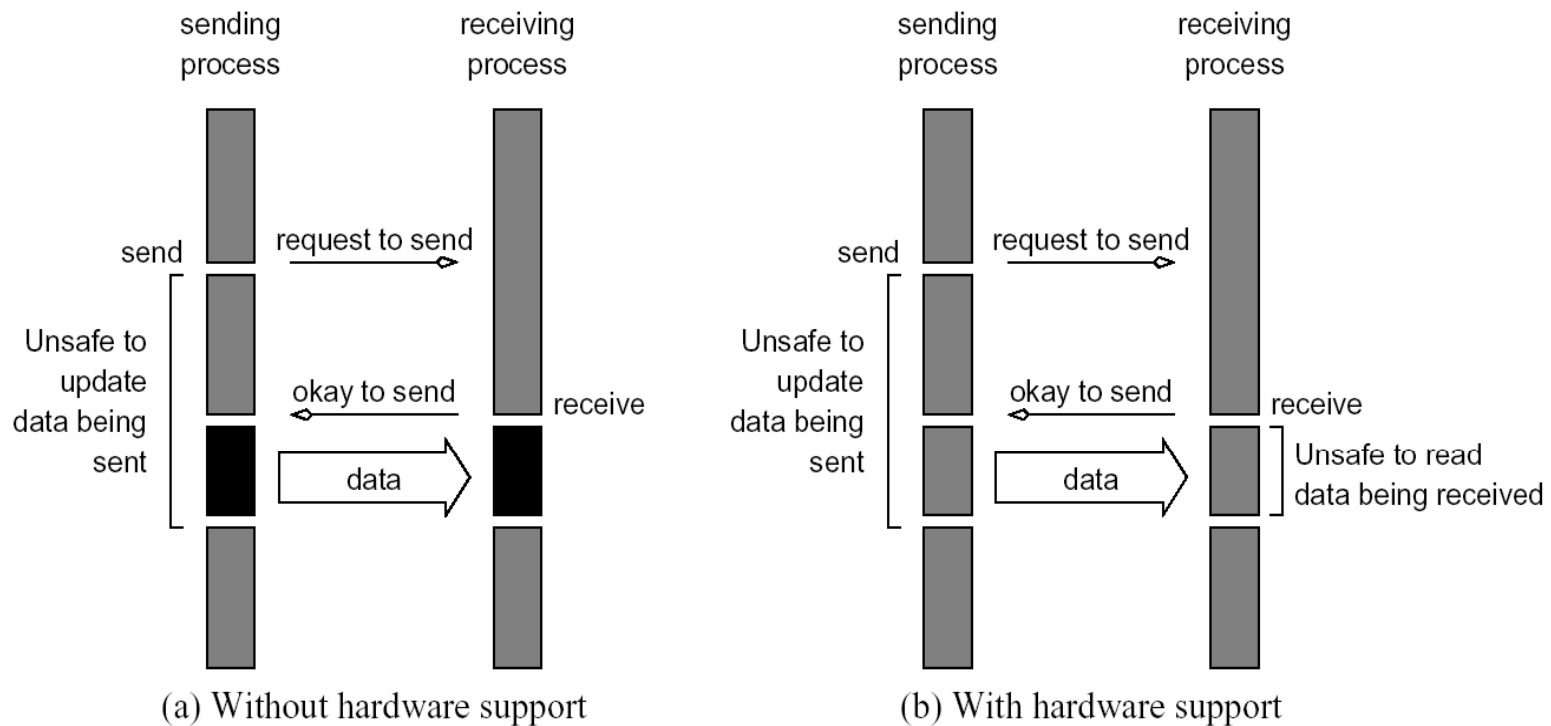 sending
process
receiving
process
send
request to send
Unsafe to
update
data being
sent
okay to send
receive
data
(a) Without hardware support
sending
process
receiving
process
send
request to send
Unsafe to
update
data being
sent
okay to send
receive
data
Unsafe to read
data being received
(b) With hardware support